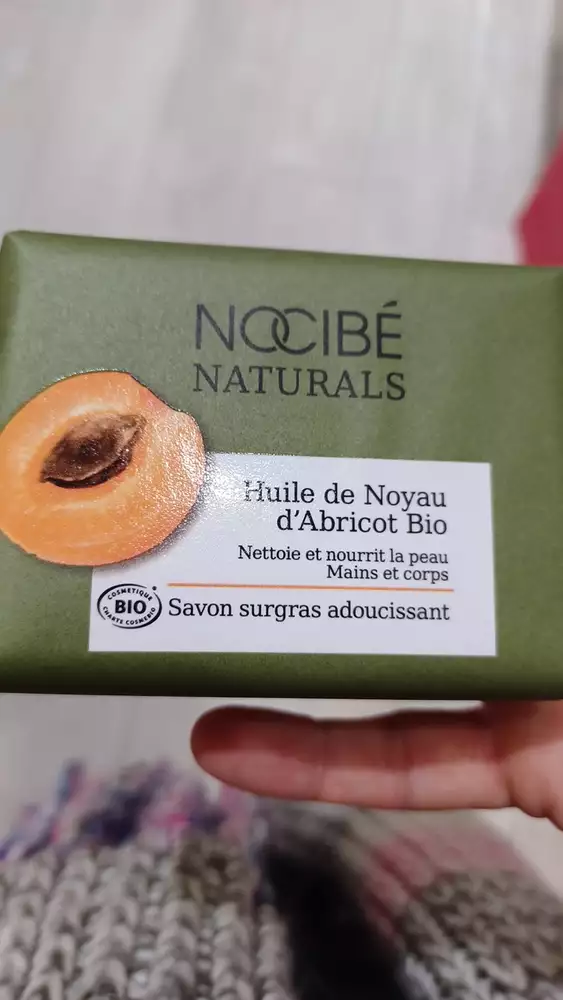 NOCIBÉ
NATURALS
Huile de Noyau
d'Abricot Bio
Nettoie et nourrit la peau
Mains et corps
COSMETIQUE
BIO
CHARTE COSMEBIO
Savon surgras adoucissant